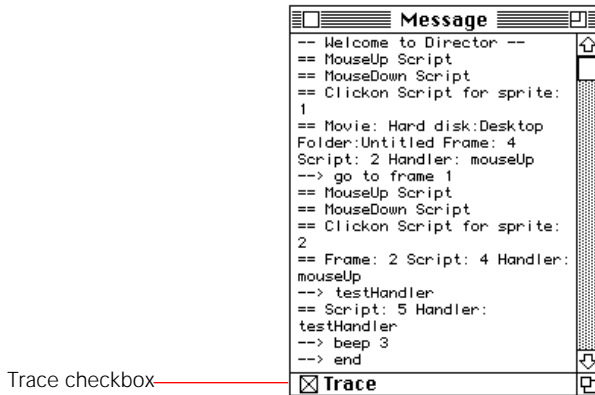 Message
-- Welcome to Director --
== MouseUp Script
== MouseDown Script
== Clickon Script for sprite:
1
== Movie: Hard disk:Desktop
Folder:Untitled Frame: 4
Script: 2 Handler: mouseUp
--> go to frame 1
== MouseUp Script
== MouseDown Script
== Clickon Script for sprite:
2
== Frame: 2 Script: 4 Handler:
mouseUp
--> testHandler
== Script: 5 Handler:
testHandler
--> beep 3
--> end
Trace checkbox
Trace